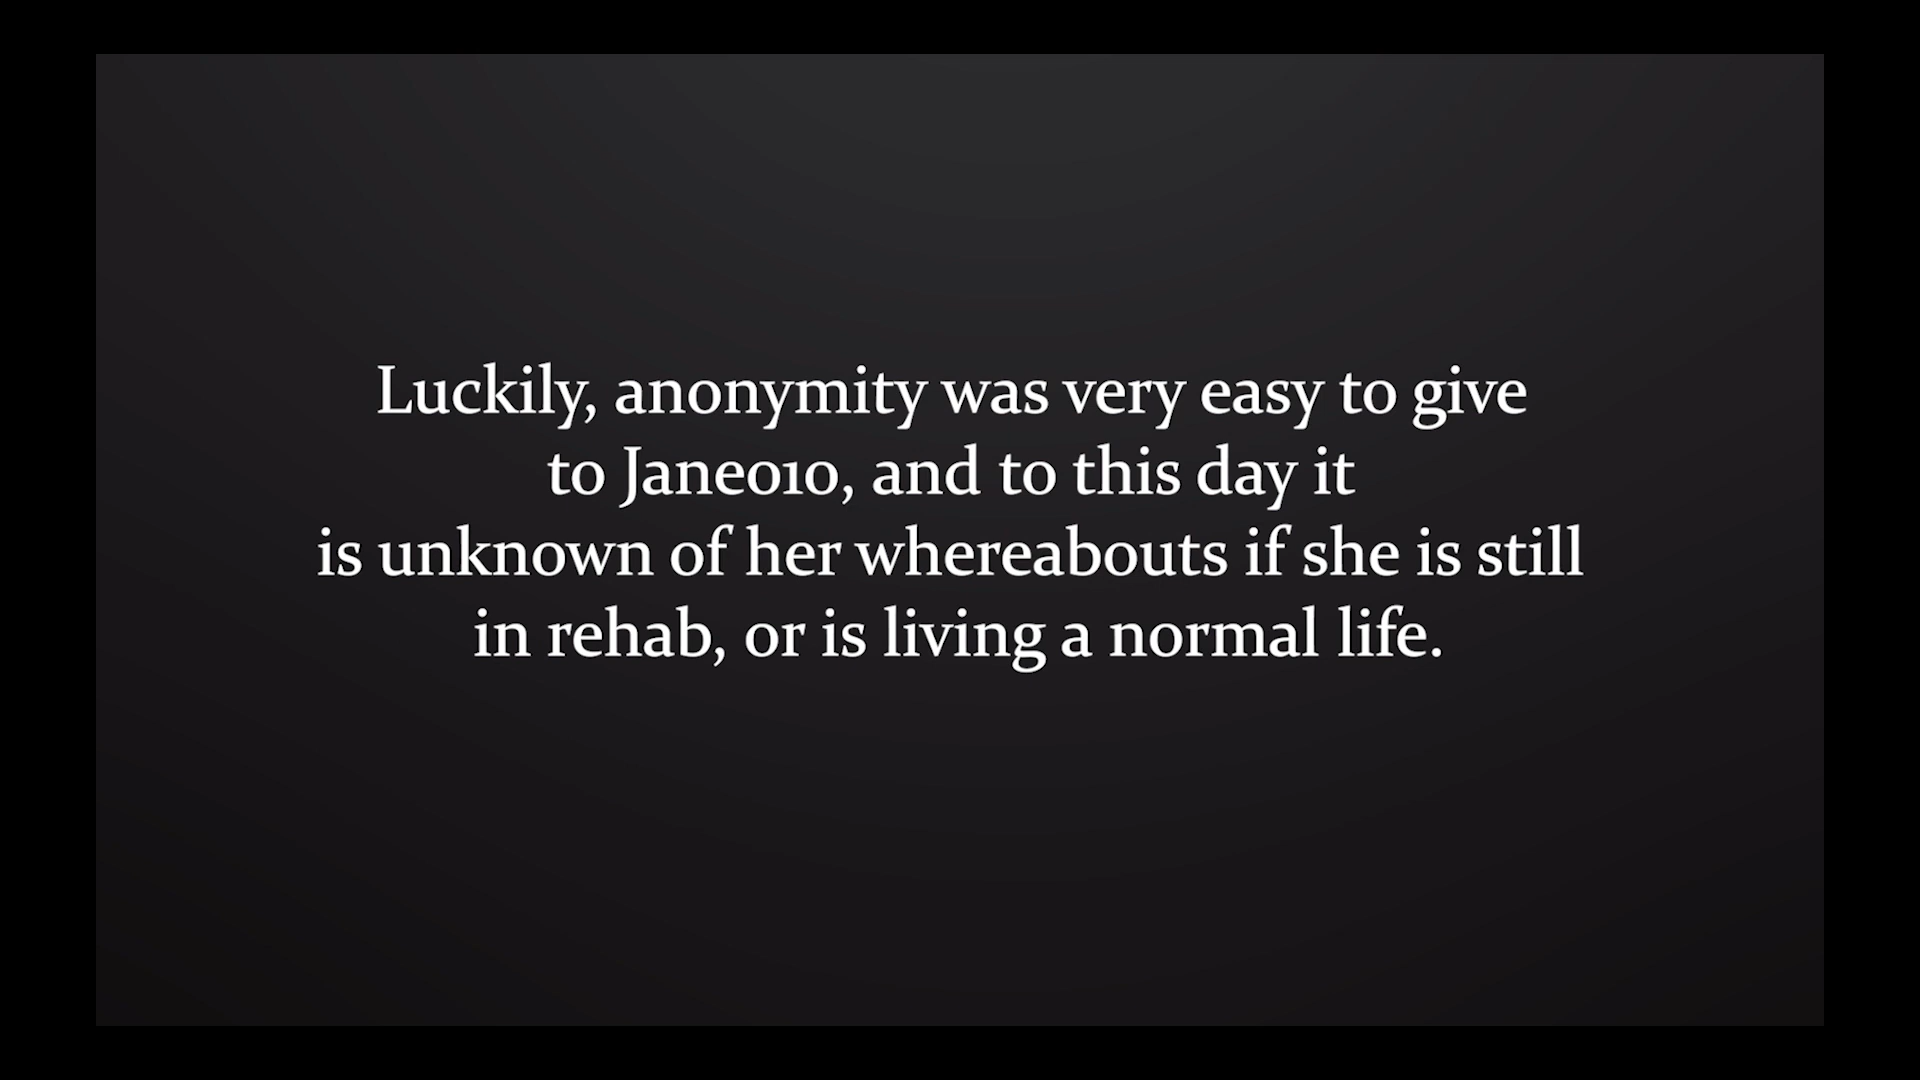 Luckily, anonymity was very easy to give
to Jane010, and to this day it
is unknown of her whereabouts if she is still
in rehab, or is living a normal life.